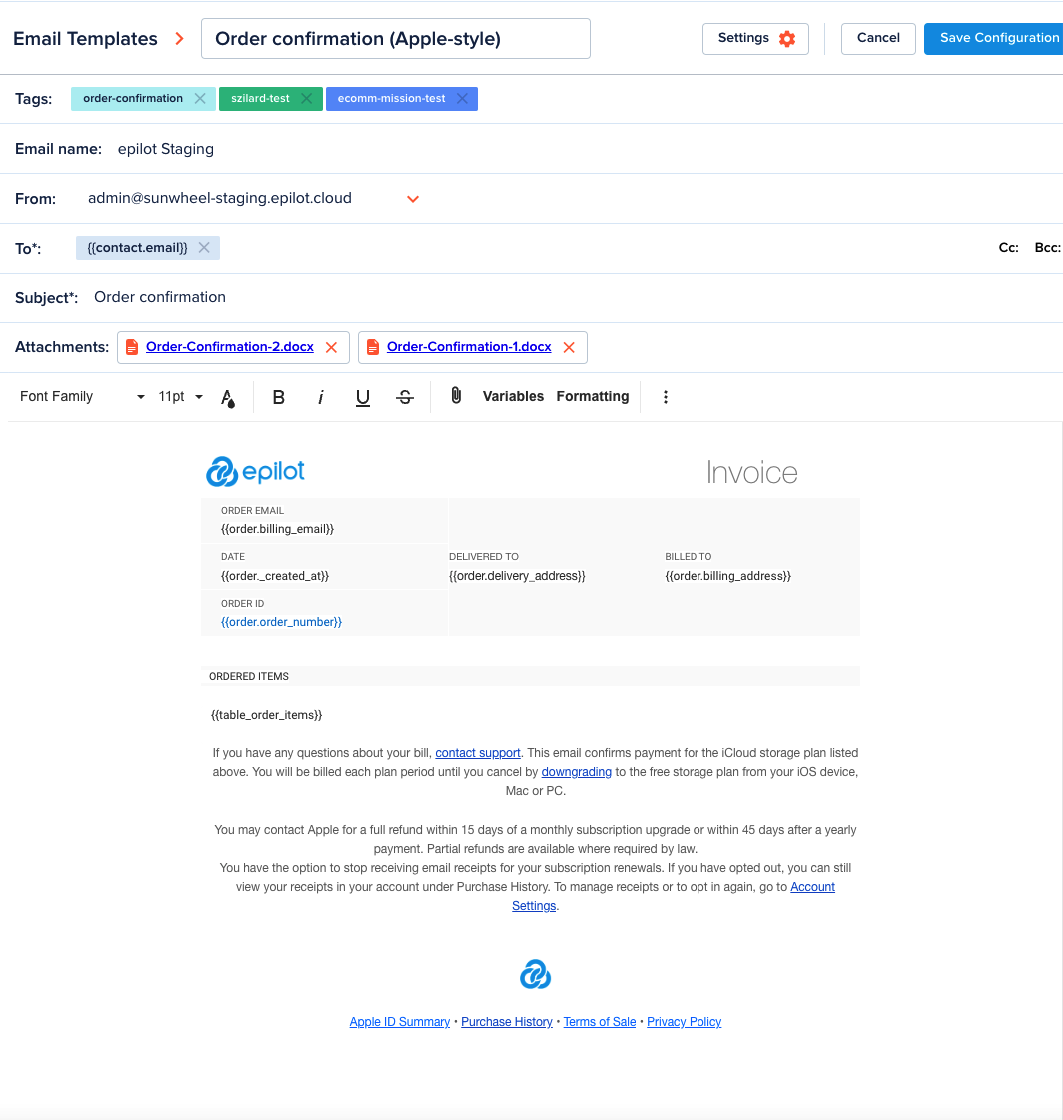 Email Templates Order confirmation (Apple-style) Settings Cancel Save Configuration
Tags: order-confirmation szilard-test ecomm-mission-test
Email name: epilot Staging
From: admin@sunwheel-staging.epilot.cloud
To*: {{contact.email}} Cc: Bcc:
Subject*: Order confirmation
Attachments: Order-Confirmation-2.docx Order-Confirmation-1.docx
Font Family 11pt A B i U S Variables Formatting
epilot Invoice
ORDER EMAIL
{{order.billing_email}}
DATE DELIVERED TO BILLED TO
{{order._created_at}} {{order.delivery_address}} {{order.billing_address}}
ORDER ID
{{order.order_number}}
ORDERED ITEMS
{{table_order_items}}
If you have any questions about your bill, contact support. This email confirms payment for the iCloud storage plan listed
above. You will be billed each plan period until you cancel by downgrading to the free storage plan from your iOS device,
Mac or PC.
You may contact Apple for a full refund within 15 days of a monthly subscription upgrade or within 45 days after a yearly
payment. Partial refunds are available where required by law.
You have the option to stop receiving email receipts for your subscription renewals. If you have opted out, you can still
view your receipts in your account under Purchase History. To manage receipts or to opt in again, go to Account
Settings.
Apple ID Summary • Purchase History • Terms of Sale • Privacy Policy